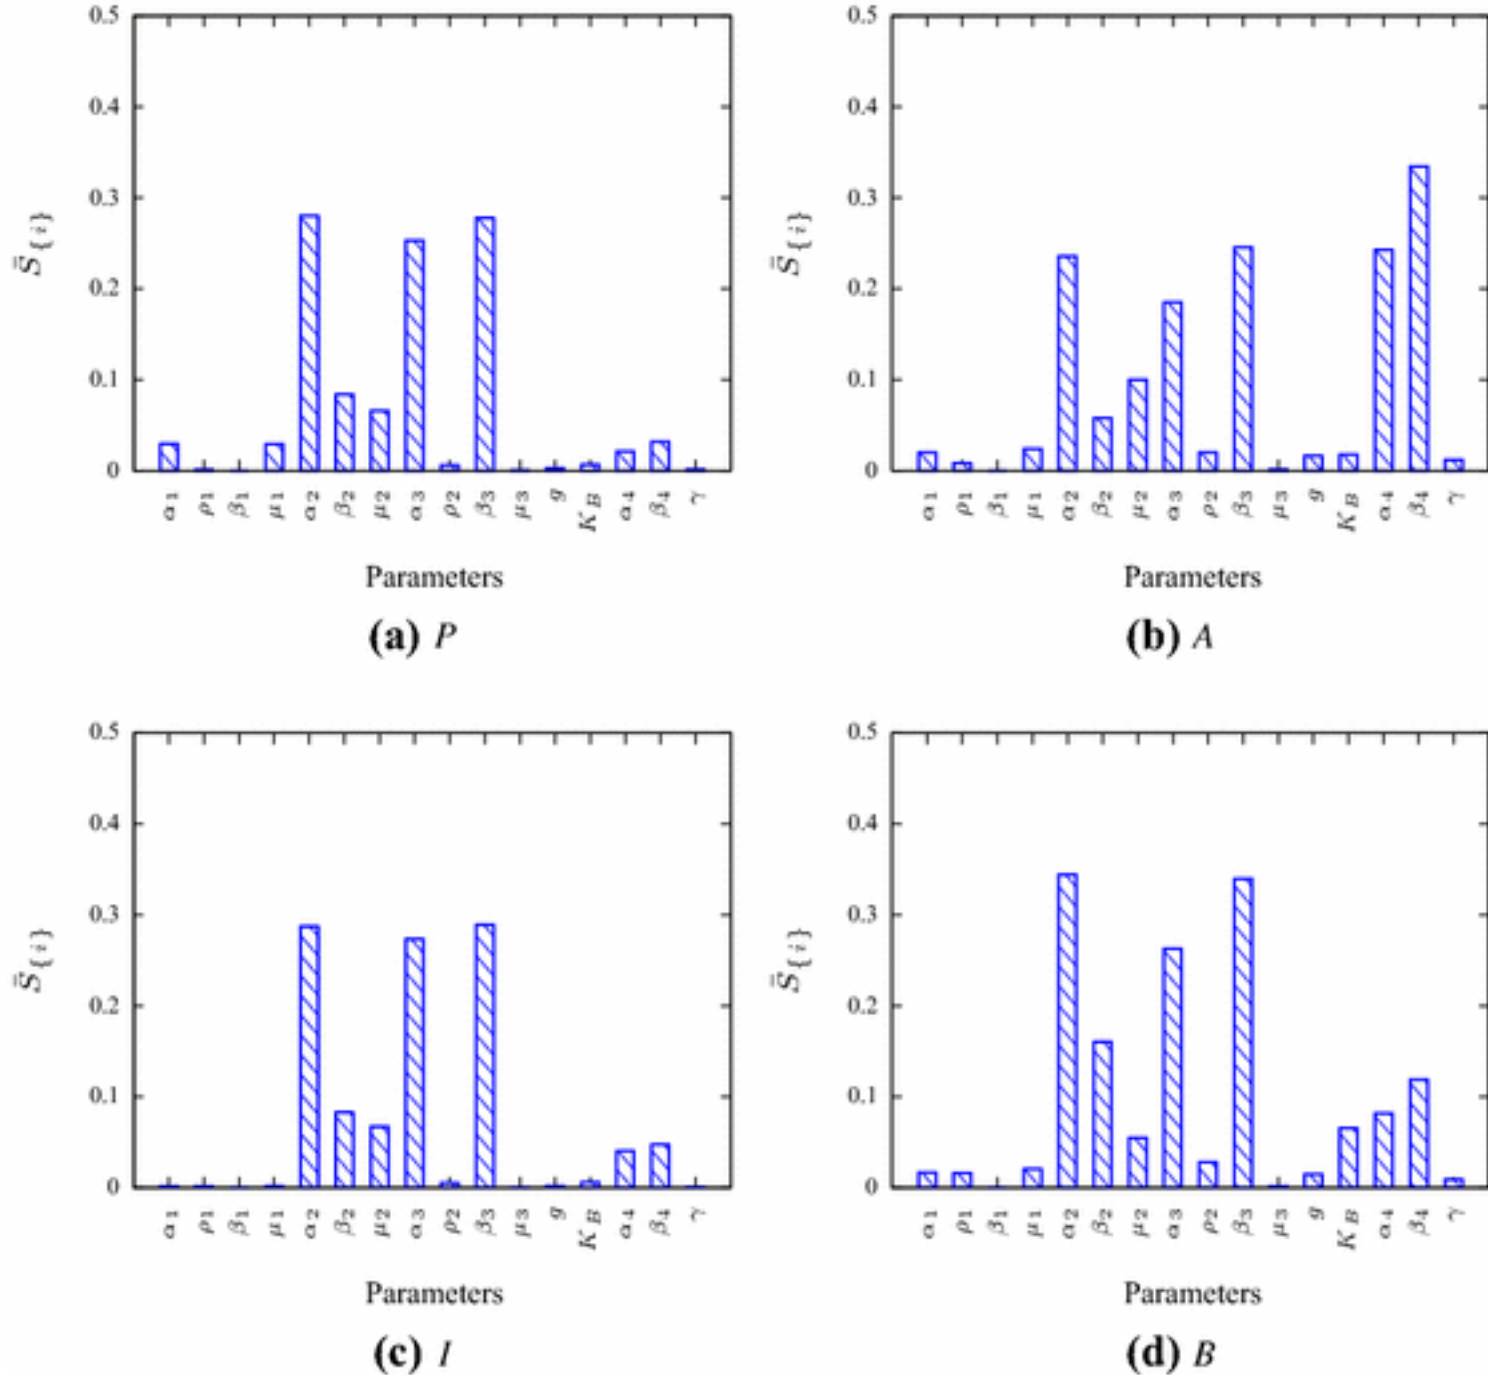 0.5 0.4 0.3 0.2 0.1 0
S̄{i}
α1 ρ1 β1 μ1 α2 β2 μ2 α3 ρ2 β3 μ3 g KB α4 β4 γ
Parameters
(a) P
0.5 0.4 0.3 0.2 0.1 0
S̄{i}
α1 ρ1 β1 μ1 α2 β2 μ2 α3 ρ2 β3 μ3 g KB α4 β4 γ
Parameters
(b) A
0.5 0.4 0.3 0.2 0.1 0
S̄{i}
α1 ρ1 β1 μ1 α2 β2 μ2 α3 ρ2 β3 μ3 g KB α4 β4 γ
Parameters
(c) I
0.5 0.4 0.3 0.2 0.1 0
S̄{i}
α1 ρ1 β1 μ1 α2 β2 μ2 α3 ρ2 β3 μ3 g KB α4 β4 γ
Parameters
(d) B